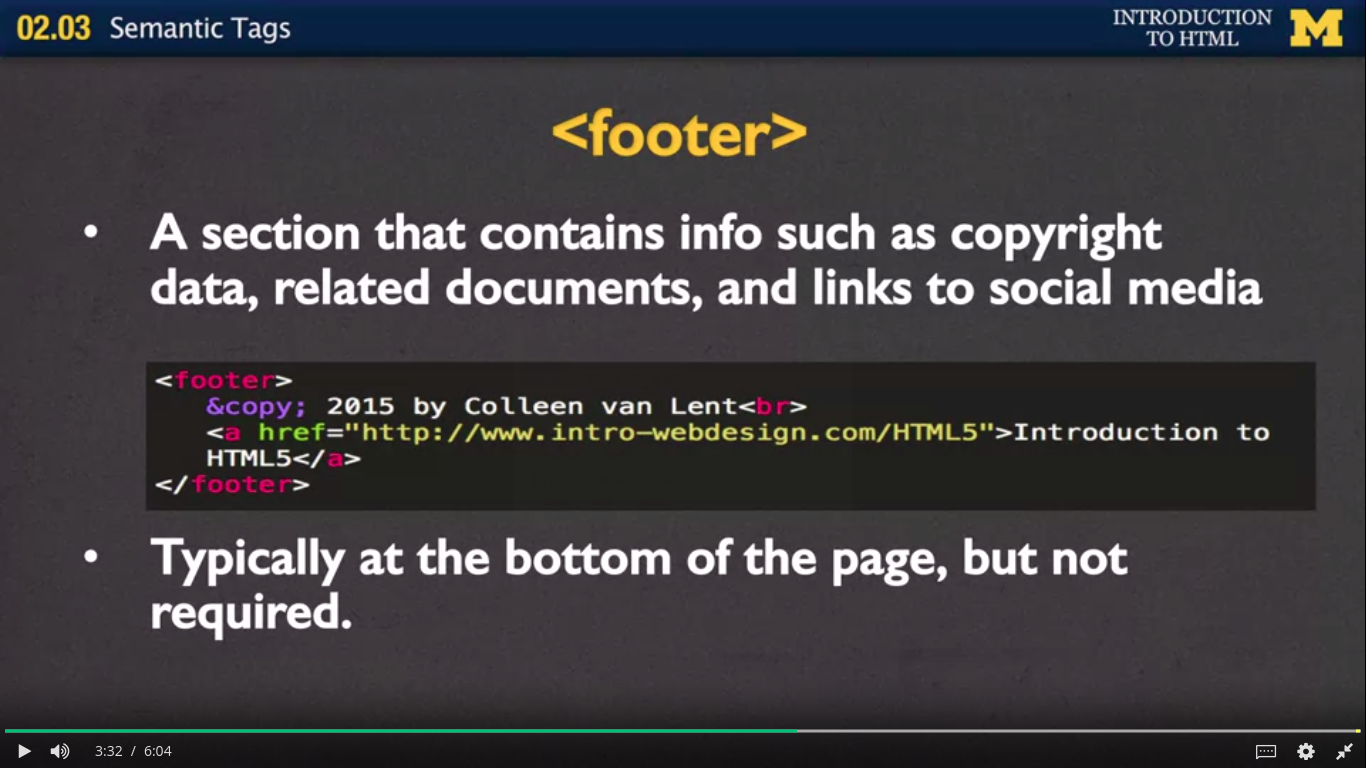 02.03 Semantic Tags
INTRODUCTION
TO HTML
M
<footer>
• A section that contains info such as copyright
data, related documents, and links to social media
<footer>
&copy; 2015 by Colleen van Lent<br>
<a href="http://www.intro-webdesign.com/HTML5">Introduction to
HTML5</a>
</footer>
• Typically at the bottom of the page, but not
required.
3:32 / 6:04